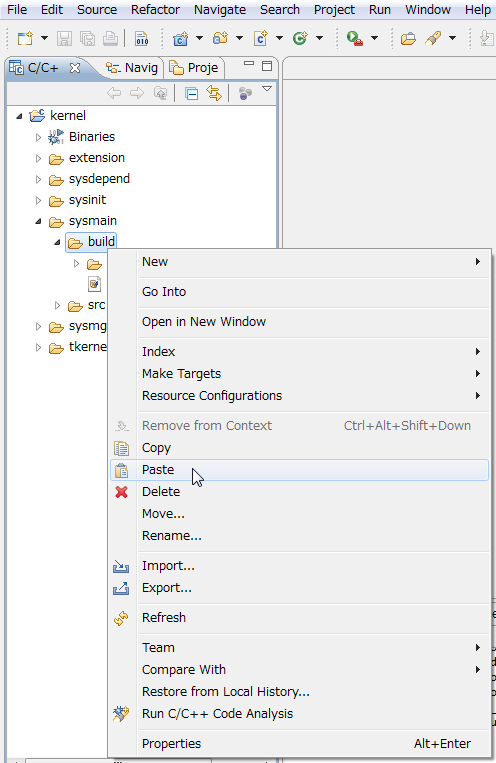 File Edit Source Refactor Navigate Search Project Run Window Help
010
C/C+ Navig Proje
kernel
Binaries
extension
sysdepend
sysinit
sysmain
build
src
sysmg
tkerne
New
Go Into
Open in New Window
Index
Make Targets
Resource Configurations
Remove from Context Ctrl+Alt+Shift+Down
Copy
Paste
Delete
Move...
Rename...
Import...
Export...
Refresh
Team
Compare With
Restore from Local History...
Run C/C++ Code Analysis
Properties Alt+Enter